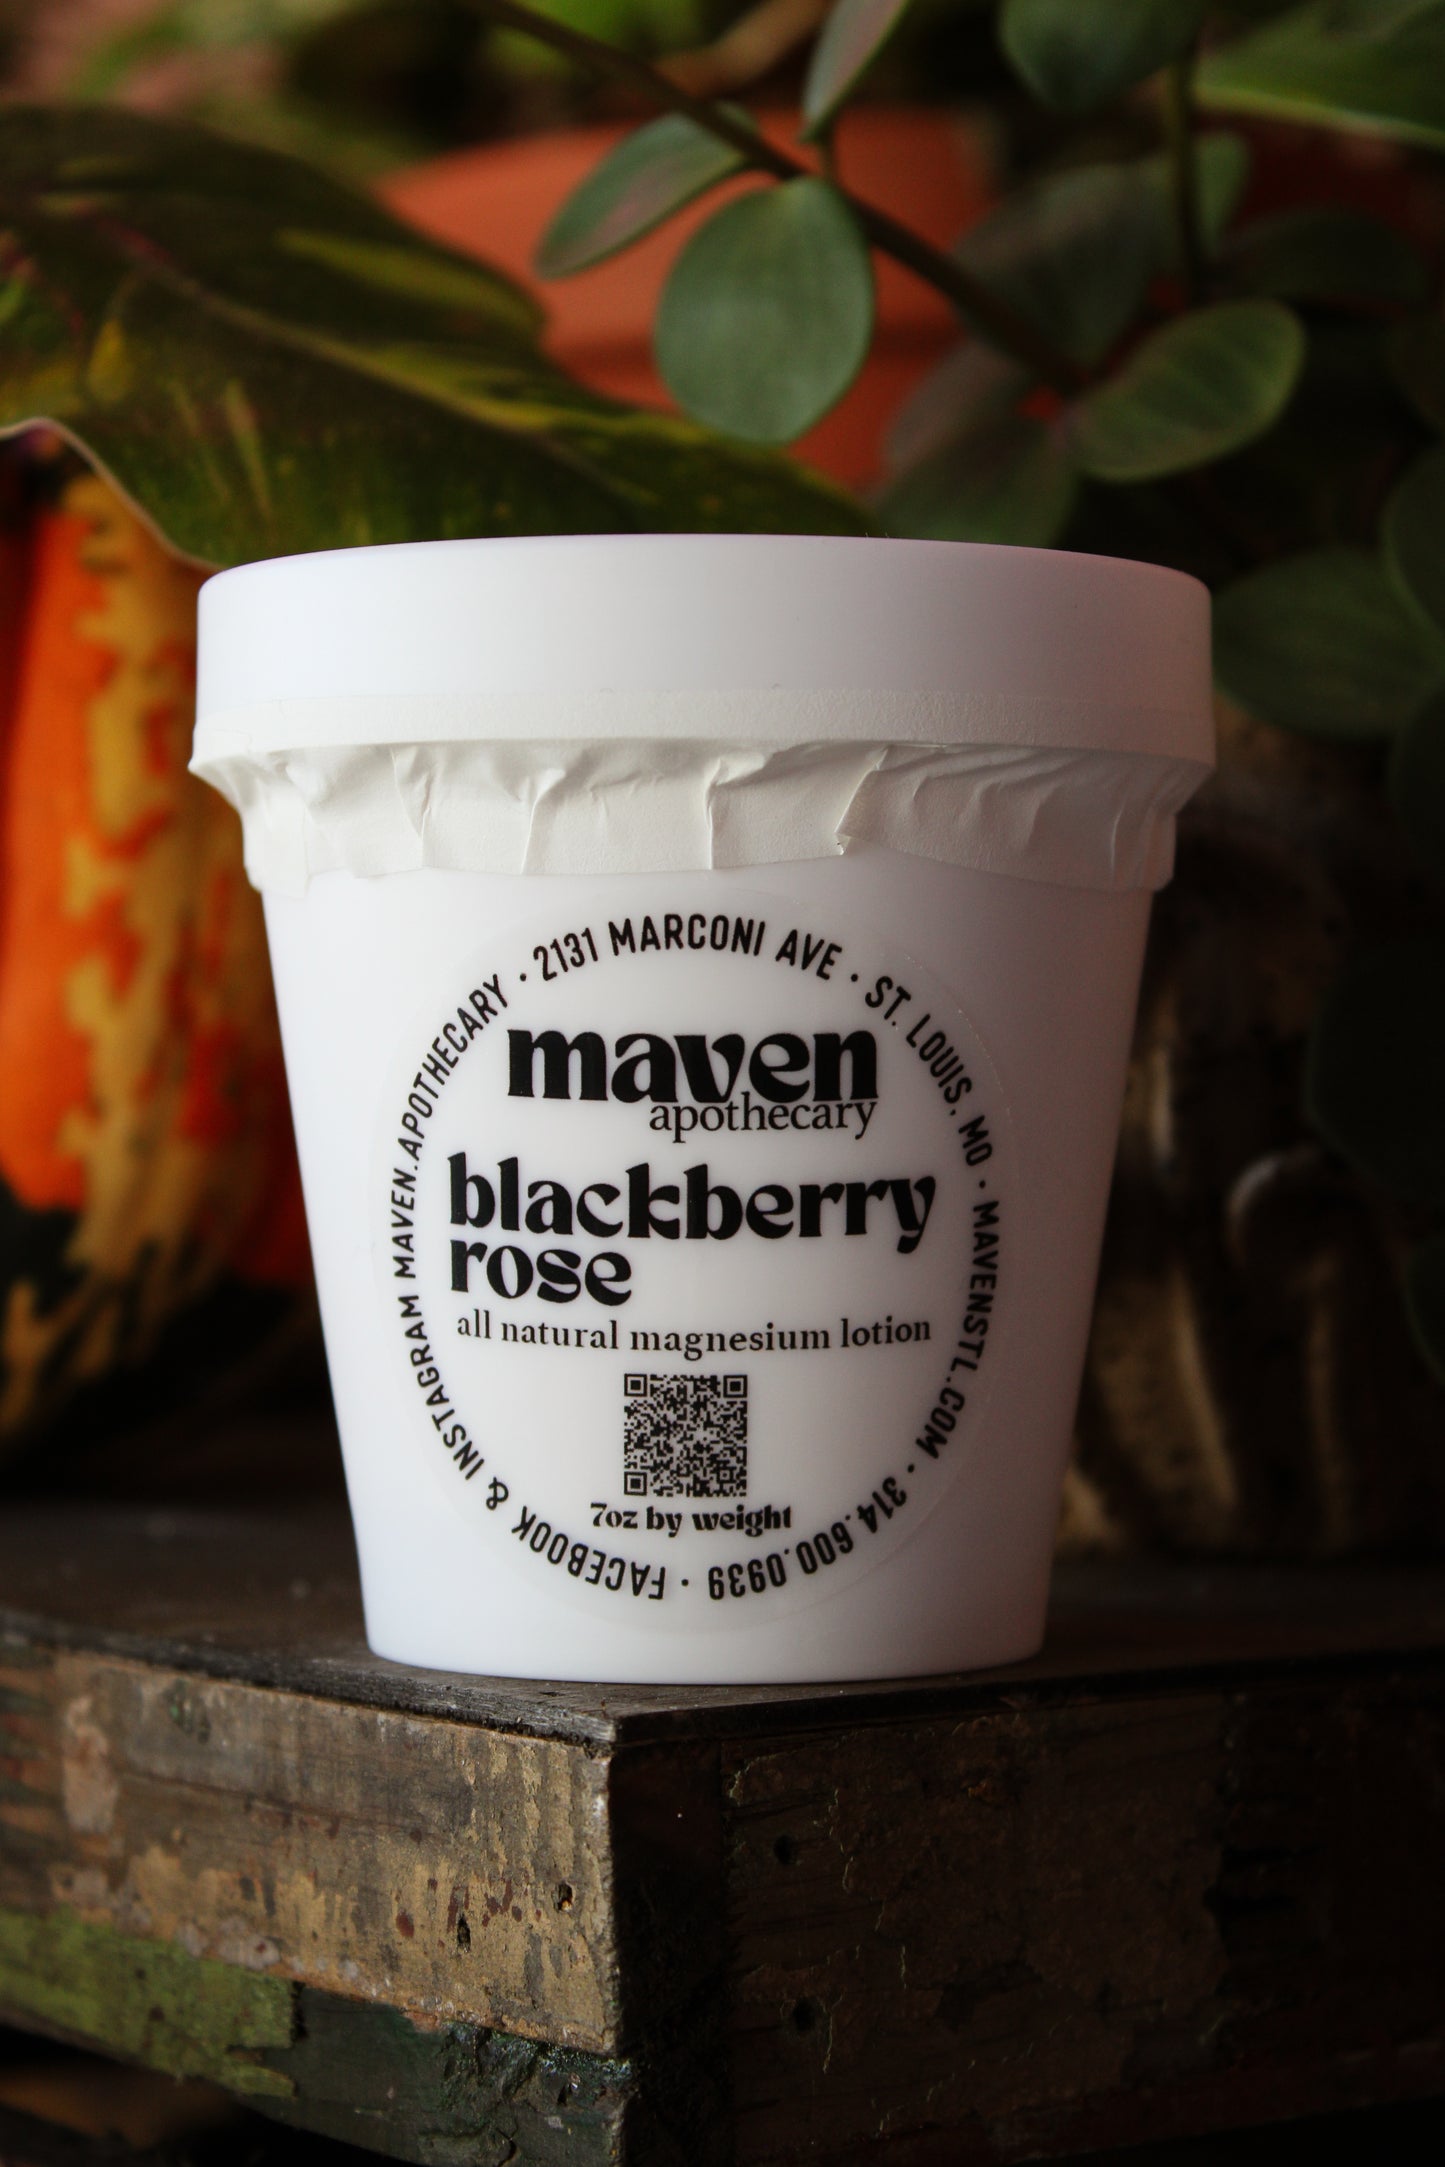 2131 MARCONI AVE · ST. LOUIS, MO · MAVENSTL.COM · 314.600.0939 · FACEBOOK & INSTAGRAM MAVEN.APOTHECARY ·
maven
apothecary
blackberry
rose
all natural magnesium lotion
7oz by weight